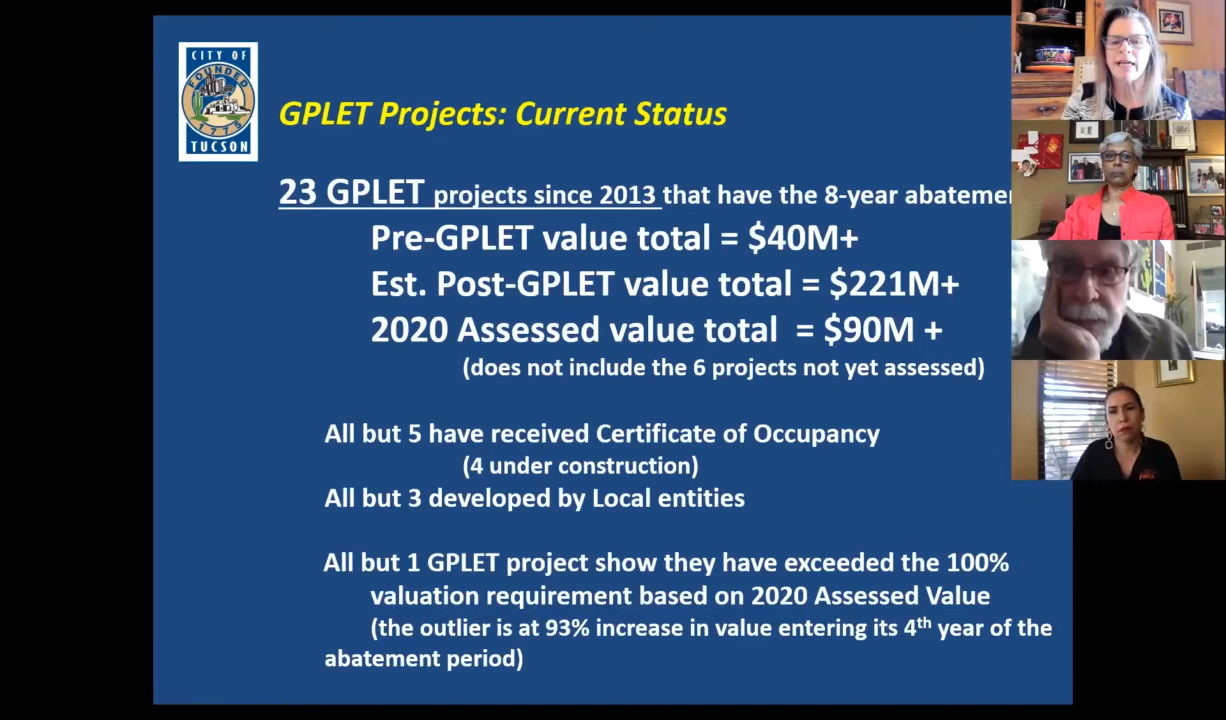 CITY OF
FOUNDED
1775
TUCSON
GPLET Projects: Current Status
23 GPLET projects since 2013 that have the 8-year abatemen
Pre-GPLET value total = $40M+
Est. Post-GPLET value total = $221M+
2020 Assessed value total = $90M +
(does not include the 6 projects not yet assessed)
All but 5 have received Certificate of Occupancy
(4 under construction)
All but 3 developed by Local entities
All but 1 GPLET project show they have exceeded the 100%
valuation requirement based on 2020 Assessed Value
(the outlier is at 93% increase in value entering its 4th year of the
abatement period)